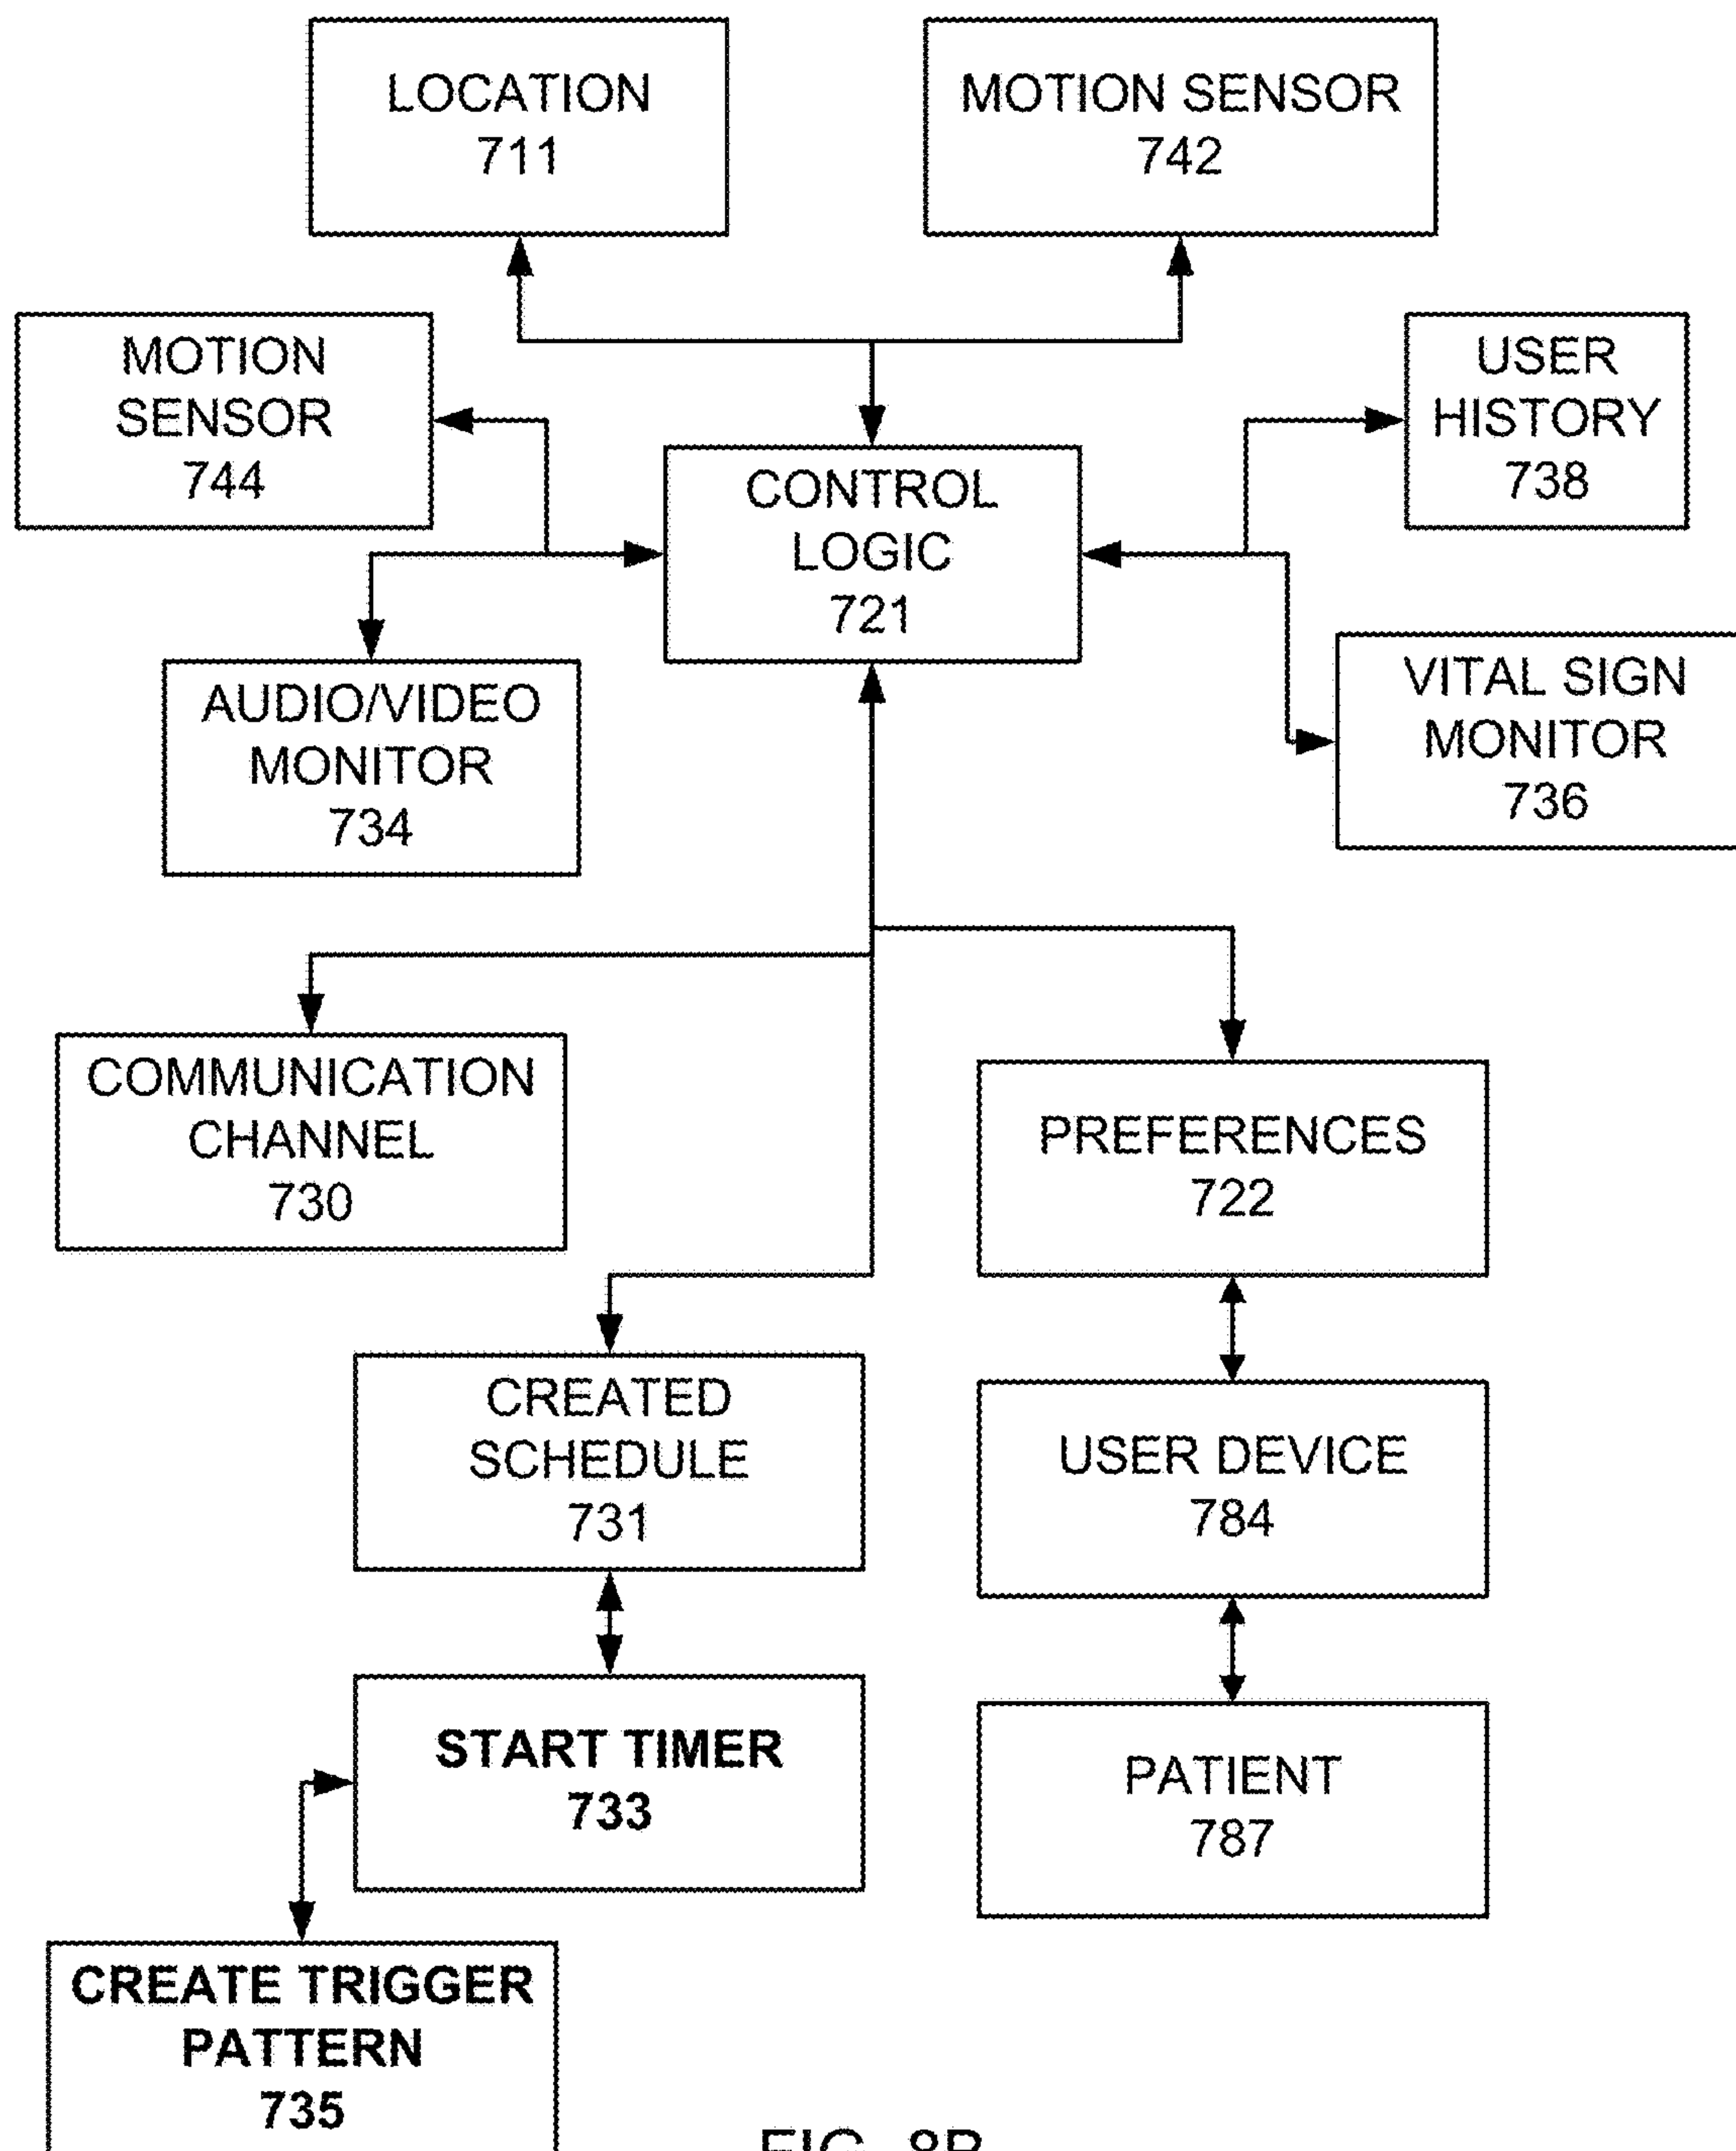 LOCATION
711
MOTION SENSOR
742
MOTION
SENSOR
744
USER
HISTORY
738
CONTROL
LOGIC
721
AUDIO/VIDEO
MONITOR
734
VITAL SIGN
MONITOR
736
COMMUNICATION
CHANNEL
730
PREFERENCES
722
CREATED
SCHEDULE
731
USER DEVICE
784
START TIMER
733
PATIENT
787
CREATE TRIGGER
PATTERN
735
FIG. 8B